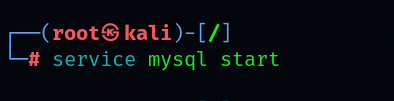 ┌──(root㉿kali)-[/]
└─# service mysql start